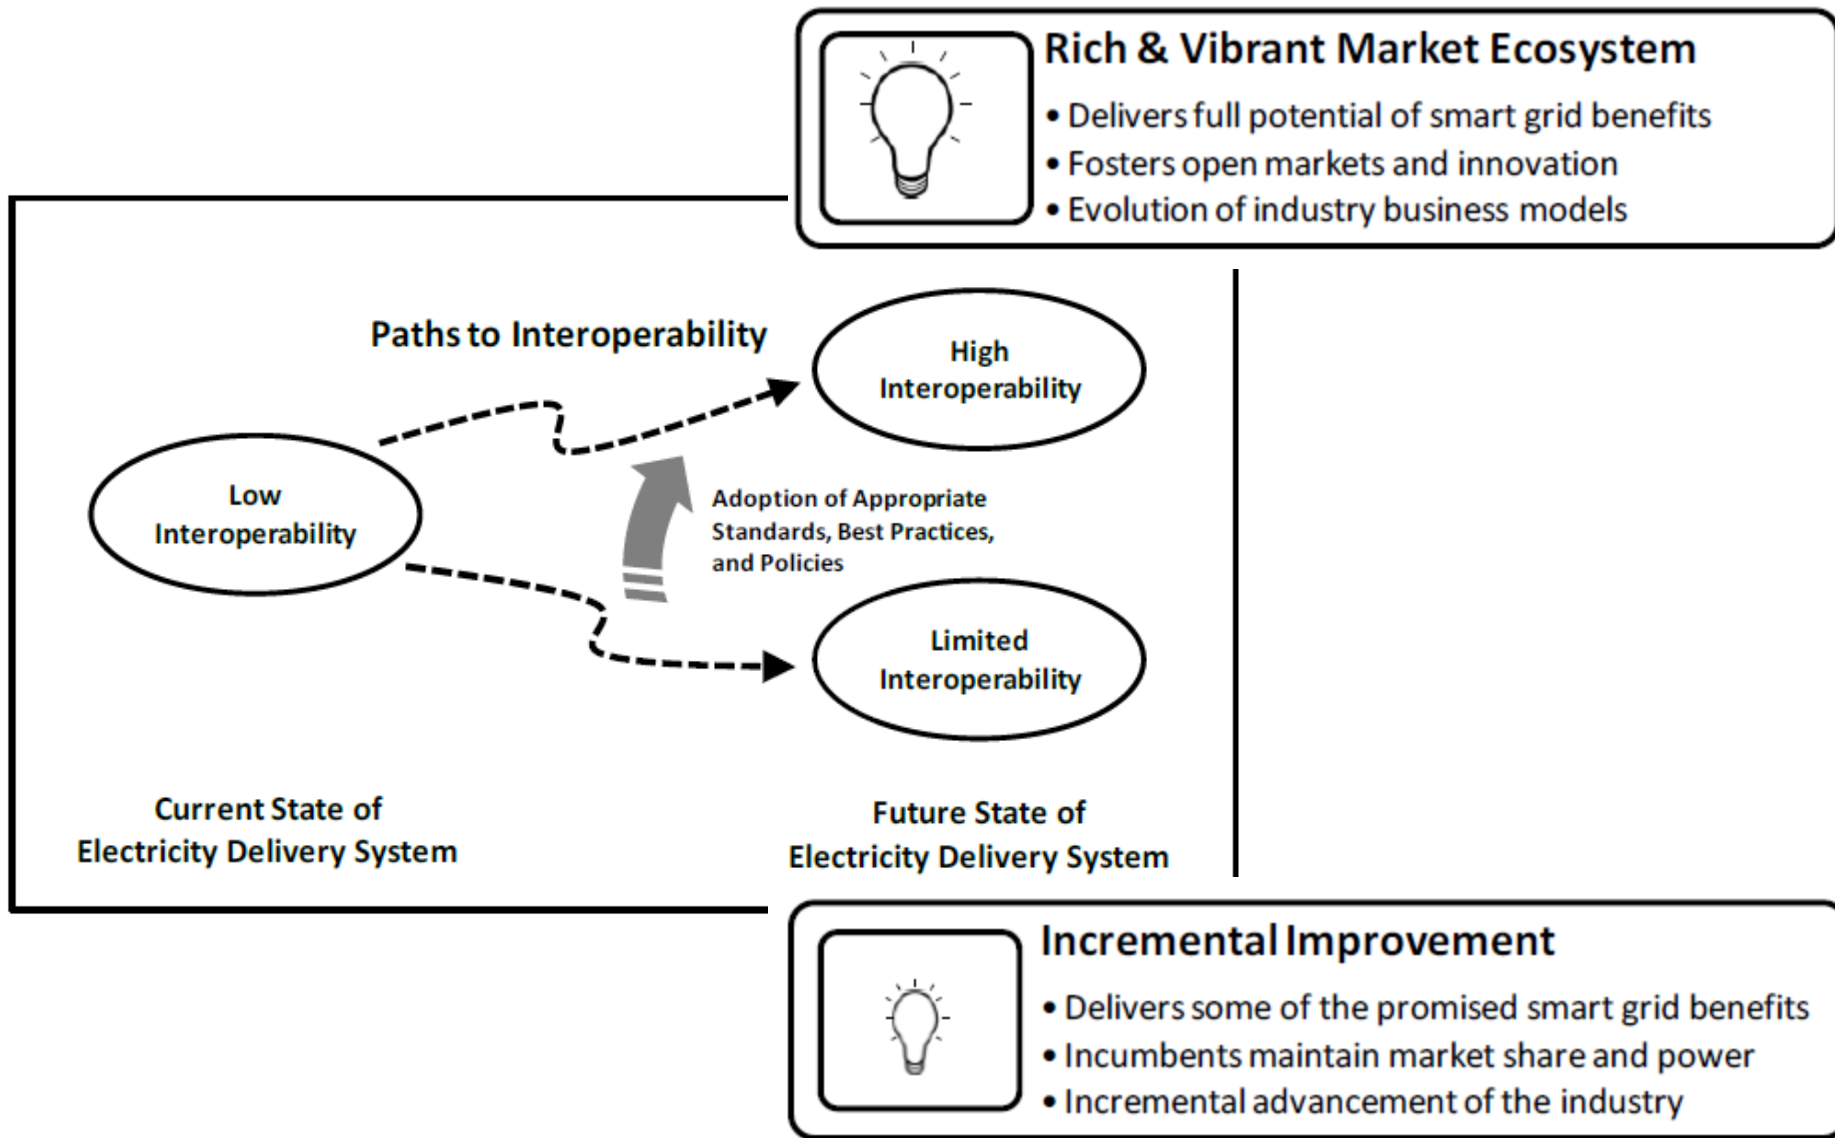 Rich & Vibrant Market Ecosystem
• Delivers full potential of smart grid benefits
• Fosters open markets and innovation
• Evolution of industry business models
Paths to Interoperability
High
Interoperability
Low
Interoperability
Adoption of Appropriate
Standards, Best Practices,
and Policies
Limited
Interoperability
Current State of
Electricity Delivery System
Future State of
Electricity Delivery System
Incremental Improvement
• Delivers some of the promised smart grid benefits
• Incumbents maintain market share and power
• Incremental advancement of the industry